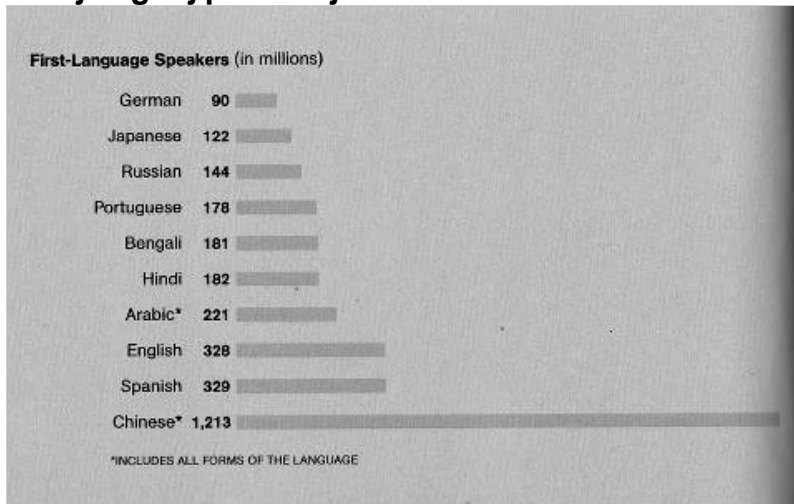 First-Language Speakers (in millions)
German 90
Japanese 122
Russian 144
Portuguese 178
Bengali 181
Hindi 182
Arabic* 221
English 328
Spanish 329
Chinese* 1,213
*INCLUDES ALL FORMS OF THE LANGUAGE